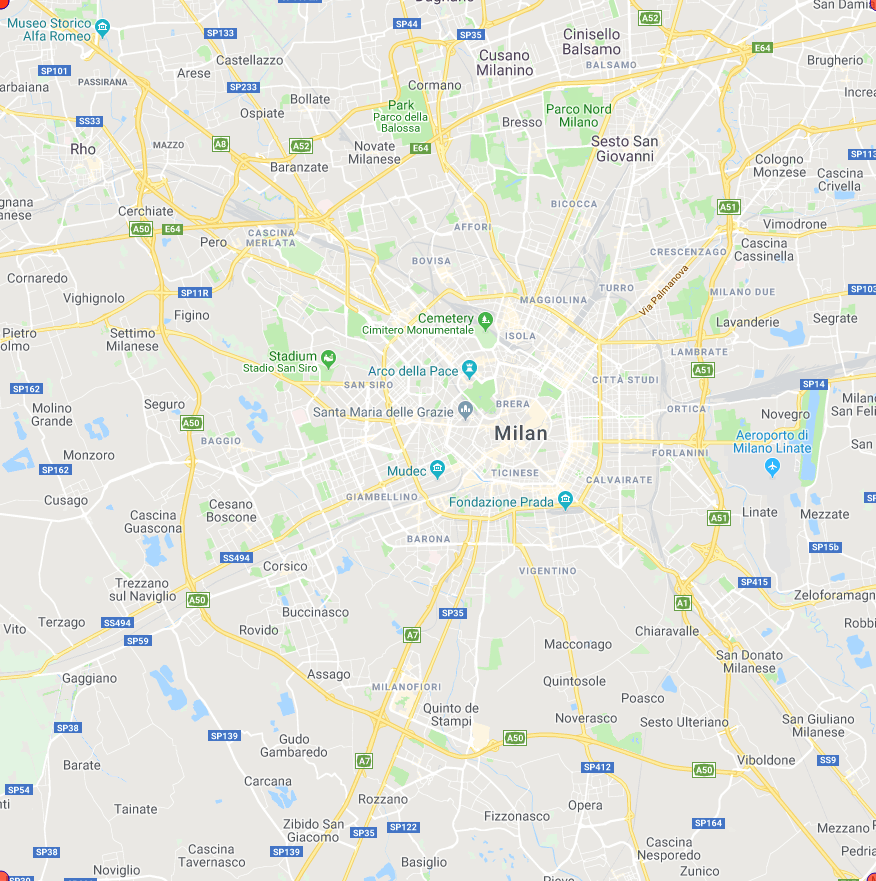 Dugnano
Museo Storico
Alfa Romeo
SP133
SP44
SP35
A52
San Dami
Cinisello
Balsamo
E64
SP101
PASSIRANA
Castellazzo
Arese
Cusano
Milanino
BALSAMO
Brugherio
arbaiana
SP233
Cormano
Bollate
Park
Parco della
Balossa
Parco Nord
Milano
Increa
Ospiate
SS33
Bresso
Rho
MAZZO
A8
A52
Novate
Milanese
E64
Sesto San
Giovanni
SP113
Baranzate
Cologno
Monzese
Cascina
Crivella
gnana
anese
Cerchiate
BICOCCA
A51
A50
E64
Pero
CASCINA
MERLATA
AFFORI
Vimodrone
CRESCENZAGO
Cascina
Cassinella
BOVISA
Cornaredo
Via Palmanova
TURRO
SP11R
MILANO DUE
SP103
Vighignolo
MAGGIOLINA
Figino
Cemetery
Cimitero Monumentale
Lavanderie
Segrate
Pietro
olmo
Settimo
Milanese
ISOLA
Stadium
Stadio San Siro
LAMBRATE
Arco della Pace
A51
SAN SIRO
CITTÀ STUDI
SP162
SP14
Molino
Grande
Seguro
Santa Maria delle Grazie
BRERA
ORTICA
Milano
San Feli
Novegro
A50
BAGGIO
Milan
Aeroporto di
Milano Linate
Monzoro
FORLANINI
San
SP162
Mudec
TICINESE
CALVAIRATE
Cusago
GIAMBELLINO
Fondazione Prada
Cesano
Boscone
Linate
Mezzate
Cascina
Guascona
A51
BARONA
SP15b
SS494
Corsico
VIGENTINO
Trezzano
sul Naviglio
SP415
A50
A1
Zeloforamagn
Buccinasco
SP35
Vito
Terzago
SS494
Rovido
A7
Chiaravalle
Robbi
SP59
Macconago
San Donato
Milanese
Gaggiano
Assago
MILANOFIORI
Quintosole
Poasco
Quinto de
Stampi
Noverasco
Sesto Ulteriano
San Giuliano
Milanese
SP38
SP139
Gudo
Gambaredo
A50
Barate
A7
SP412
A50
Viboldone
SS9
Carcana
SP54
Rozzano
nti
Tainate
Opera
Fizzonasco
Zibido San
Giacomo
SP35
SP122
SP164
Mezzano
SP38
Cascina
Tavernasco
SP139
Basiglio
Cascina
Nesporedo
Pedria
Noviglio
Zunico
Pieve